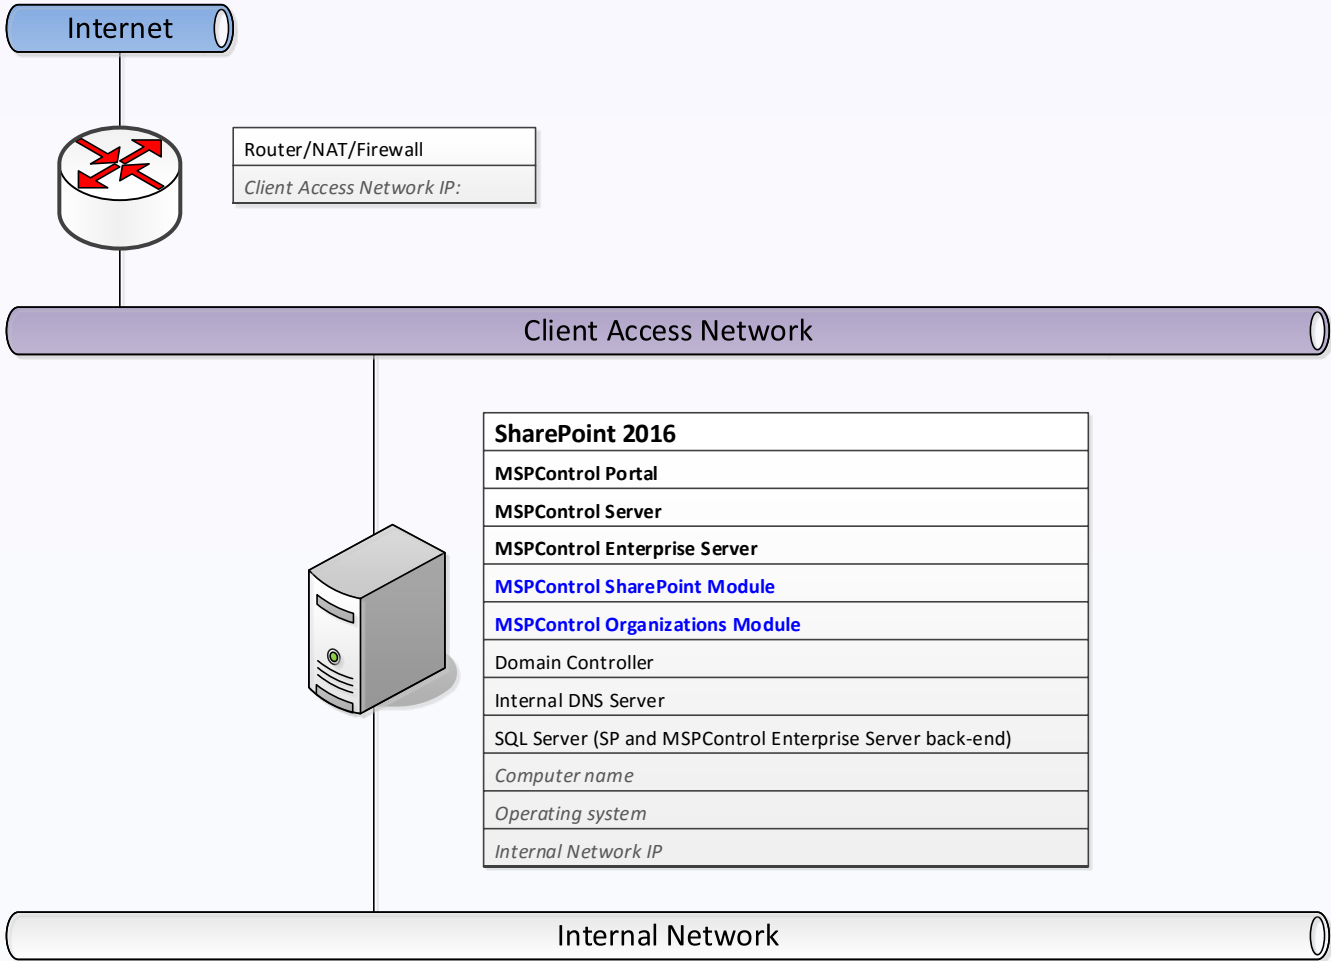 Internet
Router/NAT/Firewall
Client Access Network IP:
Client Access Network
SharePoint 2016
MSPControl Portal
MSPControl Server
MSPControl Enterprise Server
MSPControl SharePoint Module
MSPControl Organizations Module
Domain Controller
Internal DNS Server
SQL Server (SP and MSPControl Enterprise Server back-end)
Computer name
Operating system
Internal Network IP
Internal Network